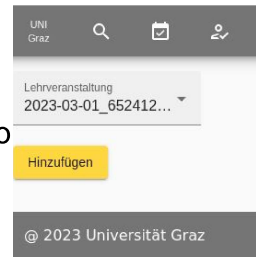 UNI
Graz
Lehrveranstaltung
2023-03-01_652412...
Hinzufügen
@ 2023 Universität Graz